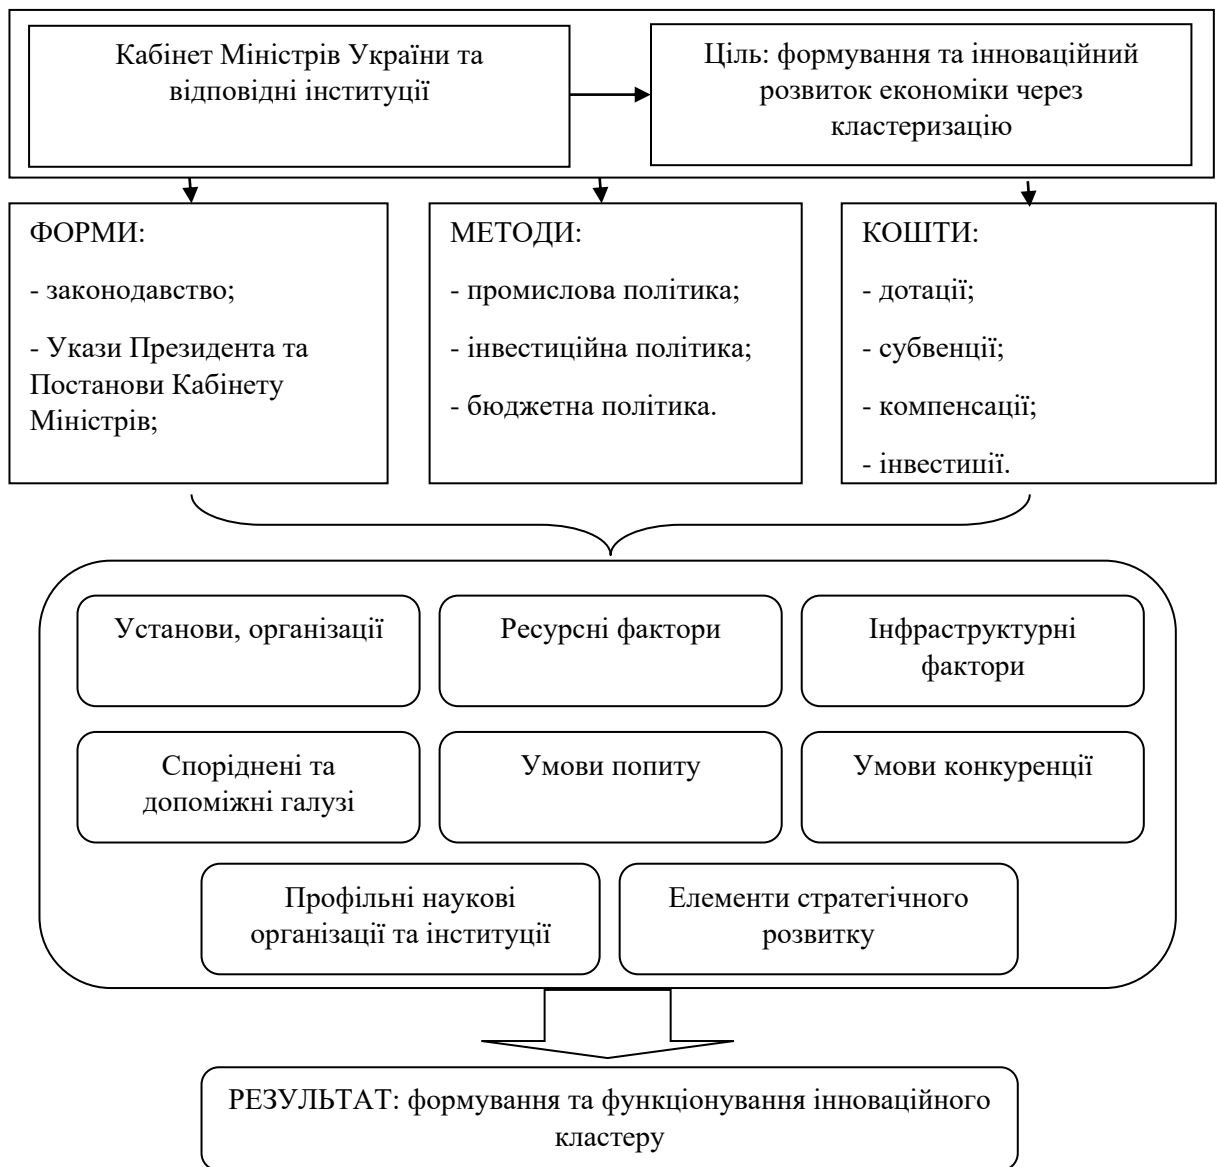 Кабінет Міністрів України та
відповідні інституції
Ціль: формування та інноваційний
розвиток економіки через
кластеризацію
ФОРМИ:
- законодавство;
- Укази Президента та
Постанови Кабінету
Міністрів;
МЕТОДИ:
- промислова політика;
- інвестиційна політика;
- бюджетна політика.
КОШТИ:
- дотації;
- субвенції;
- компенсації;
- інвестиції.
Установи, організації
Ресурсні фактори
Інфраструктурні
фактори
Споріднені та
допоміжні галузі
Умови попиту
Умови конкуренції
Профільні наукові
організації та інституції
Елементи стратегічного
розвитку
РЕЗУЛЬТАТ: формування та функціонування інноваційного
кластеру